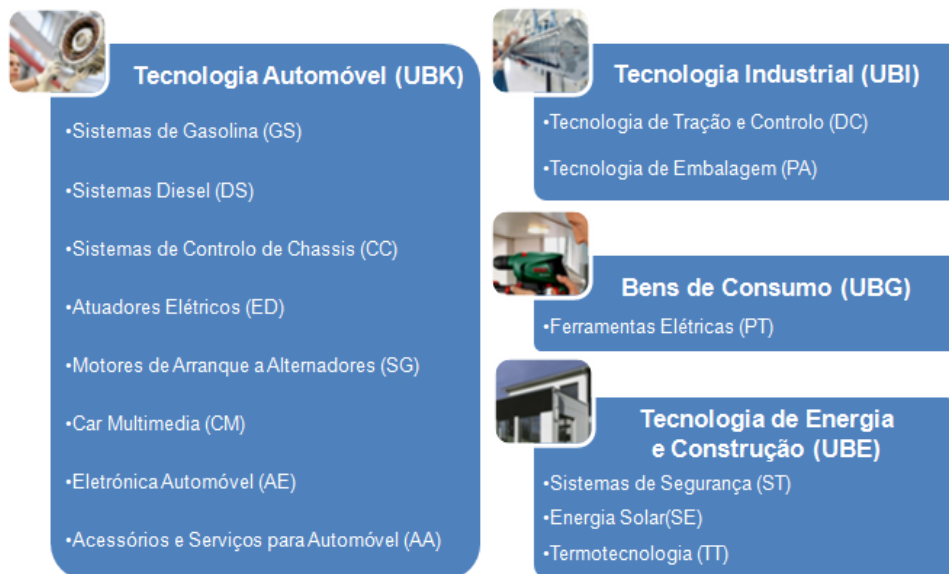 Tecnologia Automóvel (UBK)
•Sistemas de Gasolina (GS)
•Sistemas Diesel (DS)
•Sistemas de Controlo de Chassis (CC)
•Atuadores Elétricos (ED)
•Motores de Arranque a Alternadores (SG)
•Car Multimedia (CM)
•Eletrónica Automóvel (AE)
•Acessórios e Serviços para Automóvel (AA)
Tecnologia Industrial (UBI)
•Tecnologia de Tração e Controlo (DC)
•Tecnologia de Embalagem (PA)
Bens de Consumo (UBG)
•Ferramentas Elétricas (PT)
Tecnologia de Energia
e Construção (UBE)
•Sistemas de Segurança (ST)
•Energia Solar(SE)
•Termotecnologia (TT)